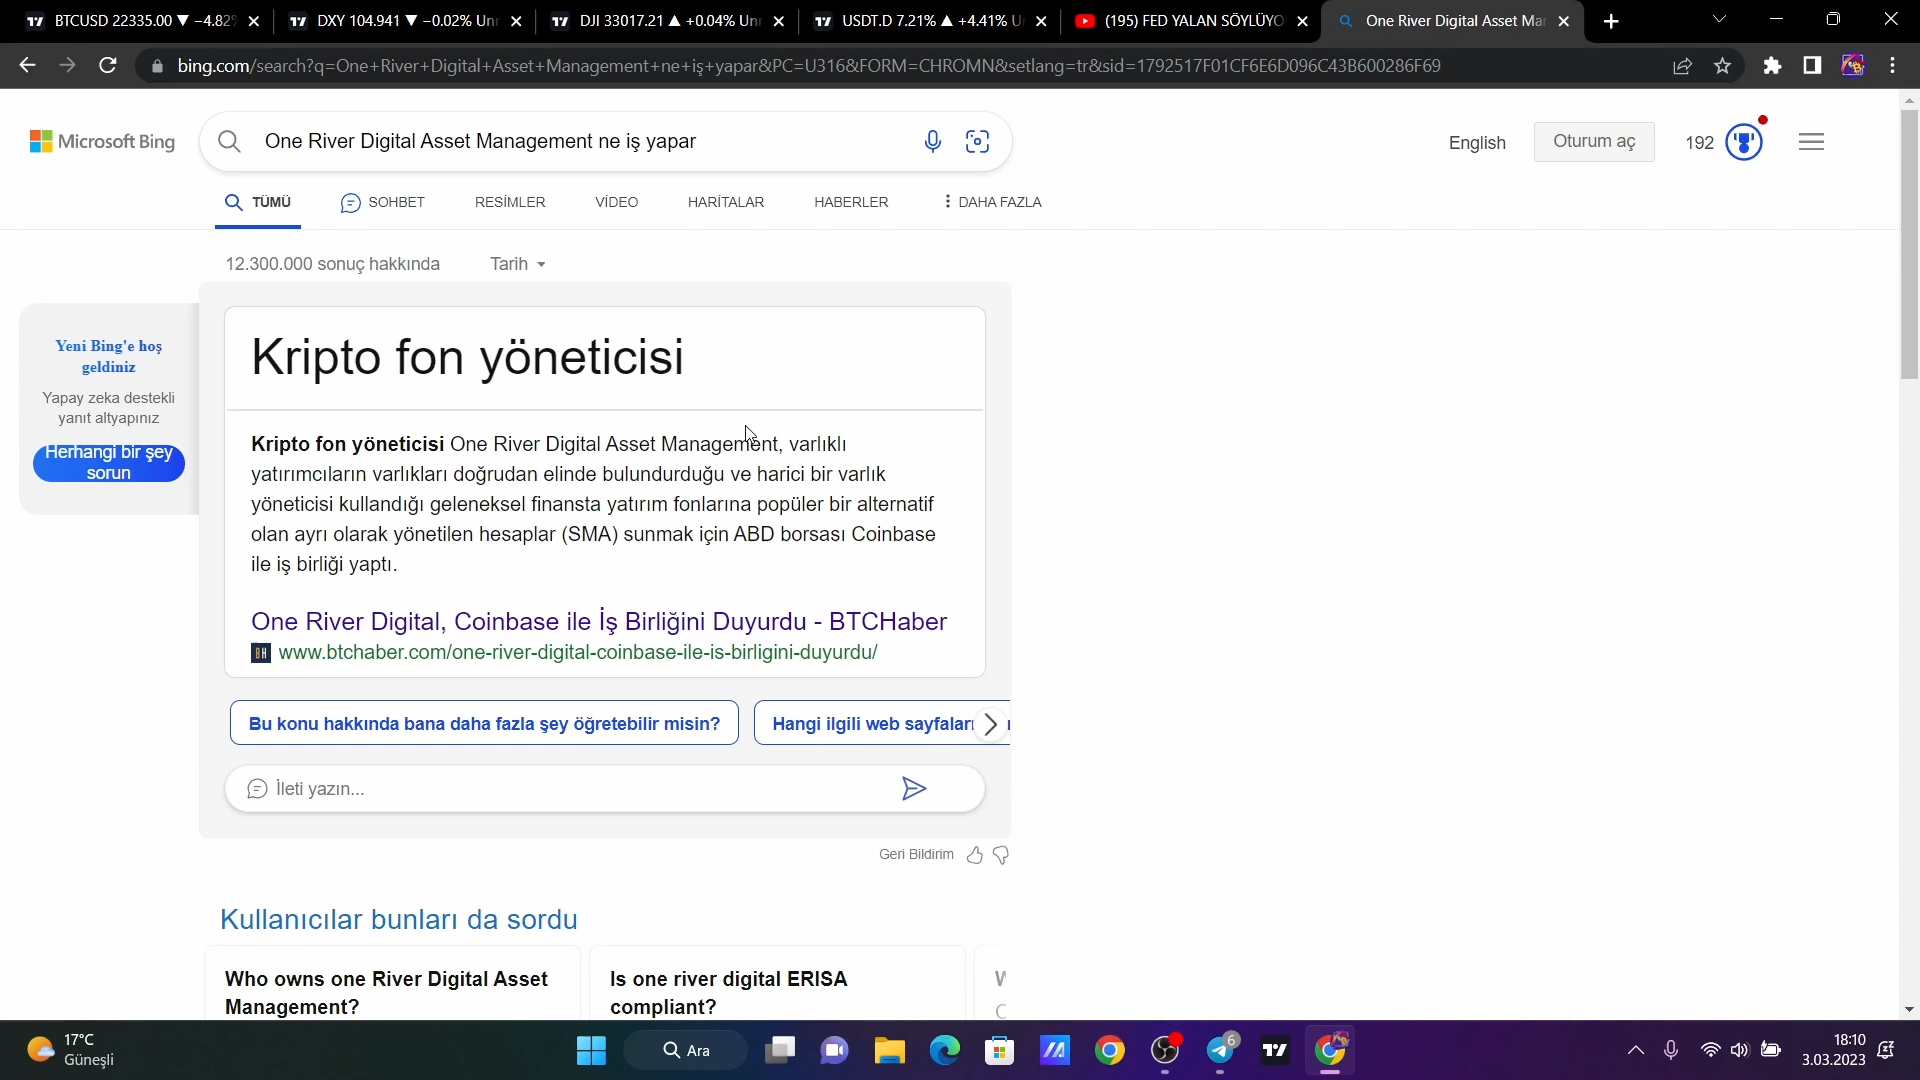 BTCUSD 22335.00 ▼ −4.82
DXY 104.941 ▼ −0.02% Un
DJI 33017.21 ▲ +0.04% Un
USDT.D 7.21% ▲ +4.41% U
(195) FED YALAN SÖYLÜYO
One River Digital Asset Ma
bing.com/search?q=One+River+Digital+Asset+Management+ne+iş+yapar&PC=U316&FORM=CHROMN&setlang=tr&sid=1792517F01CF6E6D096C43B600286F69
Microsoft Bing
One River Digital Asset Management ne iş yapar
English
Oturum aç
192
TÜMÜ
SOHBET
RESİMLER
VİDEO
HARİTALAR
HABERLER
DAHA FAZLA
12.300.000 sonuç hakkında
Tarih
Yeni Bing'e hoş
geldiniz
Yapay zeka destekli
yanıt altyapınız
Herhangi bir şey
sorun
Kripto fon yöneticisi
Kripto fon yöneticisi One River Digital Asset Management, varlıklı
yatırımcıların varlıkları doğrudan elinde bulundurduğu ve harici bir varlık
yöneticisi kullandığı geleneksel finansta yatırım fonlarına popüler bir alternatif
olan ayrı olarak yönetilen hesaplar (SMA) sunmak için ABD borsası Coinbase
ile iş birliği yaptı.
One River Digital, Coinbase ile İş Birliğini Duyurdu - BTCHaber
www.btchaber.com/one-river-digital-coinbase-ile-is-birligini-duyurdu/
Bu konu hakkında bana daha fazla şey öğretebilir misin?
Hangi ilgili web sayfaları
İleti yazın...
Geri Bildirim
Kullanıcılar bunları da sordu
Who owns one River Digital Asset
Management?
Is one river digital ERISA
compliant?
17°C
Güneşli
Ara
6
18:10
3.03.2023